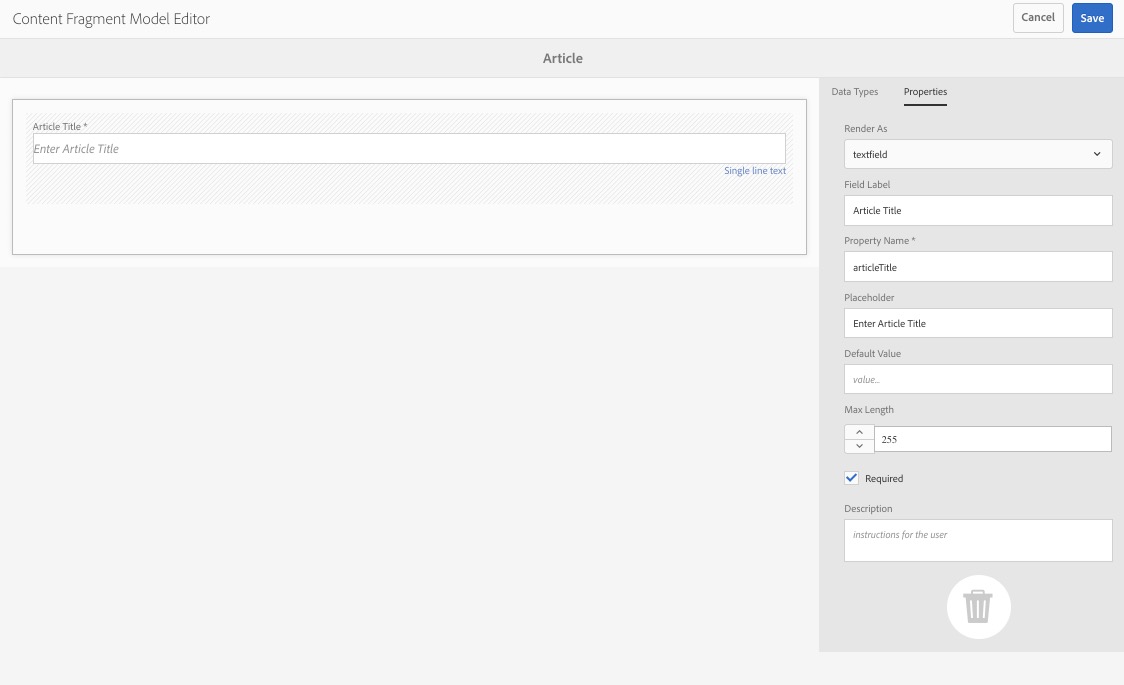 Content Fragment Model Editor
Cancel
Save
Article
Article Title *
Enter Article Title
Single line text
Data Types
Properties
Render As
textfield
Field Label
Article Title
Property Name *
articleTitle
Placeholder
Enter Article Title
Default Value
value..
Max Length
255
Required
Description
instructions for the user